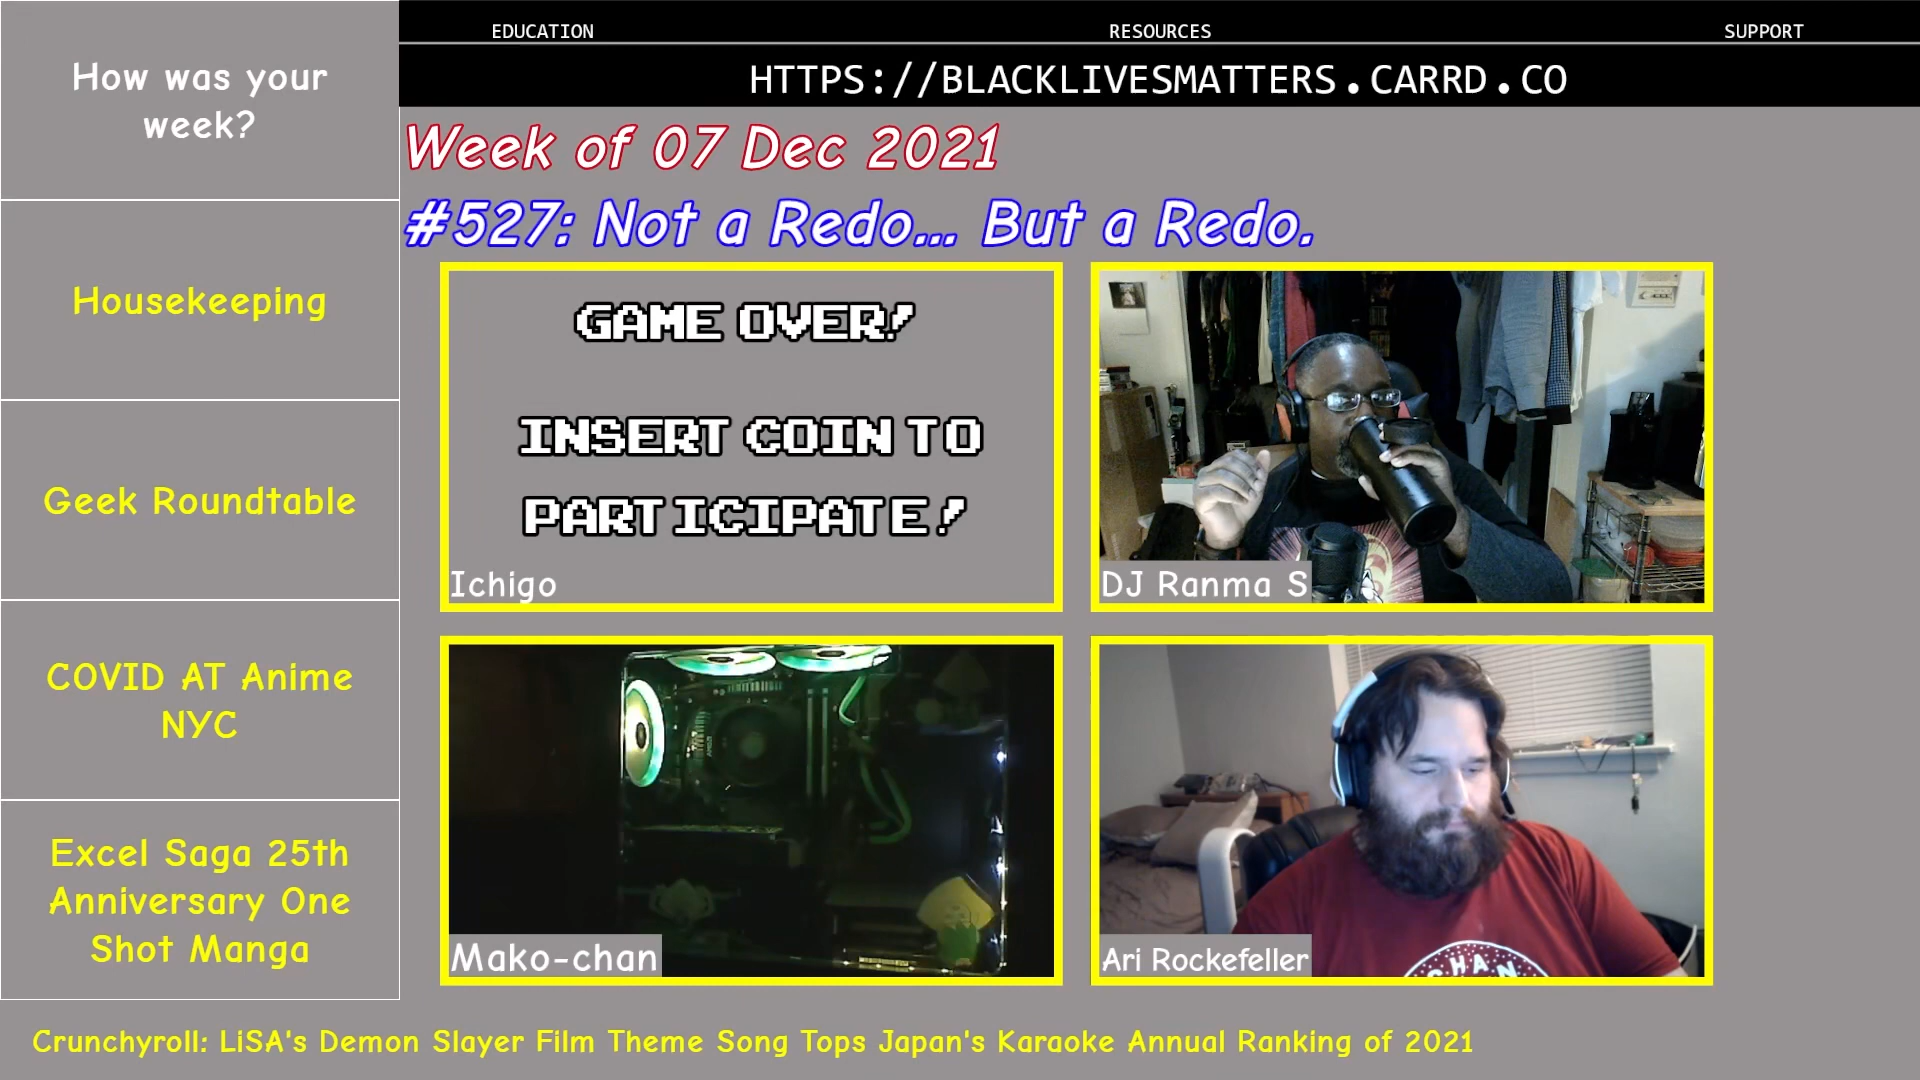 EDUCATION RESOURCES SUPPORT
HTTPS://BLACKLIVESMATTERS.CARRD.CO
How was your
week?
Housekeeping
Geek Roundtable
COVID AT Anime
NYC
Excel Saga 25th
Anniversary One
Shot Manga
Week of 07 Dec 2021
#527: Not a Redo... But a Redo.
GAME OVER!
INSERT COIN TO
PARTICIPATE!
Ichigo
DJ Ranma S
Mako-chan
Ari Rockefeller
CHAN
Crunchyroll: LiSA's Demon Slayer Film Theme Song Tops Japan's Karaoke Annual Ranking of 2021